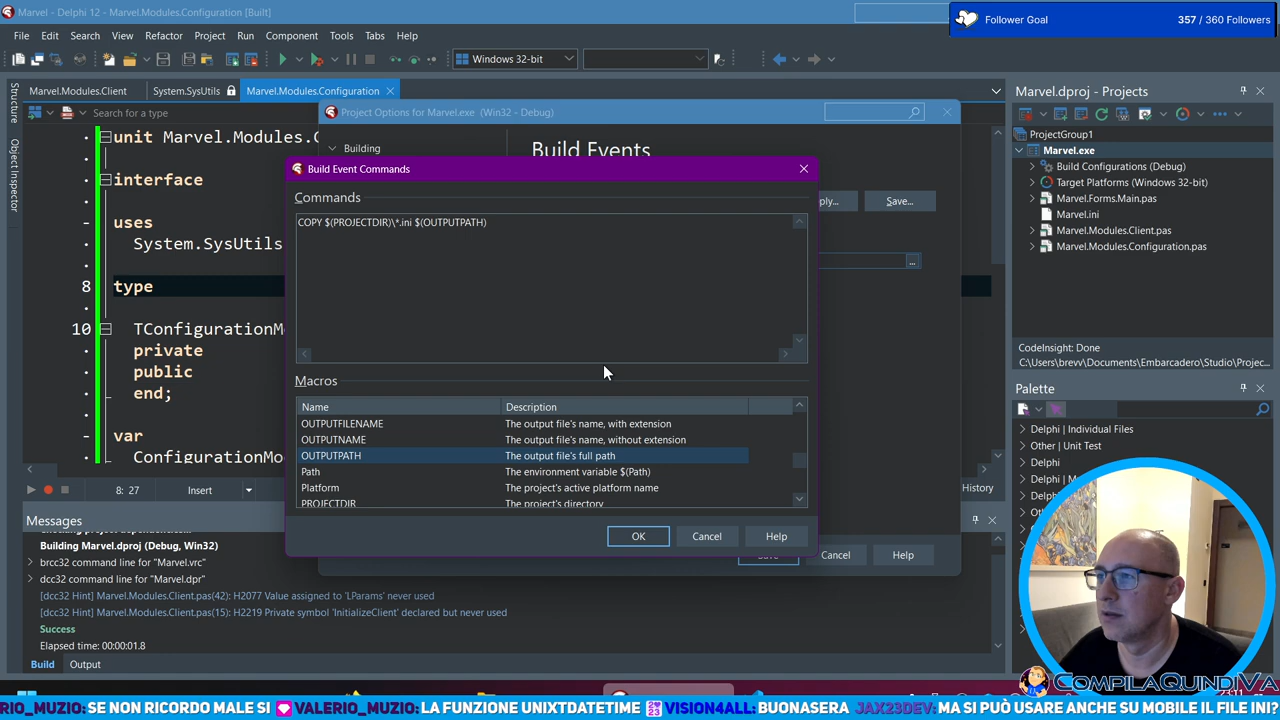 Marvel - Delphi 12 - Marvel.Modules.Configuration [Built]
Follower Goal
357 / 360 Followers
File Edit Search View Refactor Project Run Component Tools Tabs Help
Windows 32-bit
Marvel.Modules.Client System.SysUtils Marvel.Modules.Configuration
Search for a type
Structure
Object Inspector
unit Marvel.Modules.C
interface
uses
System.SysUtils
8 type
10 TConfigurationM
private
public
end;
var
ConfigurationMo
8: 27 Insert
History
Project Options for Marvel.exe (Win32 - Debug)
Building
Build Events
Save...
Build Event Commands
Commands
COPY $(PROJECTDIR)\*.ini $(OUTPUTPATH)
...
Macros
Name Description
OUTPUTFILENAME The output file's name, with extension
OUTPUTNAME The output file's name, without extension
OUTPUTPATH The output file's full path
Path The environment variable $(Path)
Platform The project's active platform name
PROJECTDIR The project's directory
OK Cancel Help
Save Cancel Help
Marvel.dproj - Projects
ProjectGroup1
Marvel.exe
Build Configurations (Debug)
Target Platforms (Windows 32-bit)
Marvel.Forms.Main.pas
Marvel.ini
Marvel.Modules.Client.pas
Marvel.Modules.Configuration.pas
CodeInsight: Done
C:\Users\brevv\Documents\Embarcadero\Studio\Projec...
Palette
Delphi | Individual Files
Other | Unit Test
Delphi
Delphi |
Delph
Messages
Building Marvel.dproj (Debug, Win32)
brcc32 command line for "Marvel.vrc"
dcc32 command line for "Marvel.dpr"
[dcc32 Hint] Marvel.Modules.Client.pas(42): H2077 Value assigned to 'LParams' never used
[dcc32 Hint] Marvel.Modules.Client.pas(15): H2219 Private symbol 'InitializeClient' declared but never used
Success
Elapsed time: 00:00:01.8
Build Output
COMPILAQUINDIVA
RIO_MUZIO: SE NON RICORDO MALE SI VALERIO_MUZIO: LA FUNZIONE UNIXTDATETIME VISION4ALL: BUONASERA JAX23DEV: MA SI PUÒ USARE ANCHE SU MOBILE IL FILE INI?